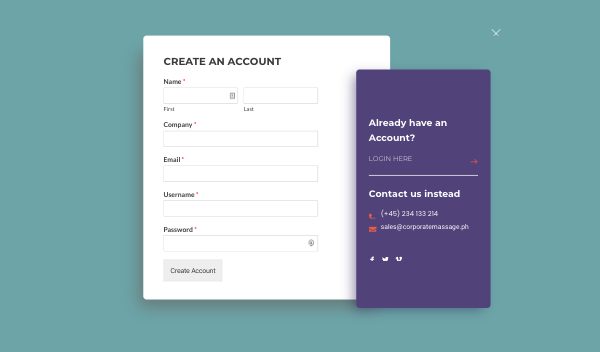 CREATE AN ACCOUNT
Name *
First
Last
Company *
Email *
Username *
Password *
Create Account
Already have an
Account?
LOGIN HERE
Contact us instead
(+45) 234 133 214
sales@corporatemassage.ph